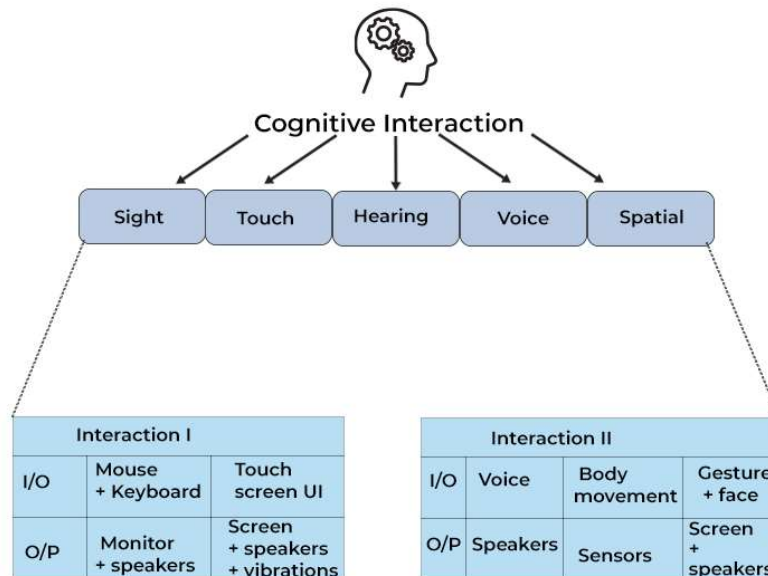 Cognitive Interaction
Sight
Touch
Hearing
Voice
Spatial
Interaction I
I/O
Mouse
+ Keyboard
Touch
screen UI
O/P
Monitor
+ speakers
Screen
+ speakers
+ vibrations
Interaction II
I/O
Voice
Body
movement
Gesture
+ face
O/P
Speakers
Sensors
Screen
+
speakers